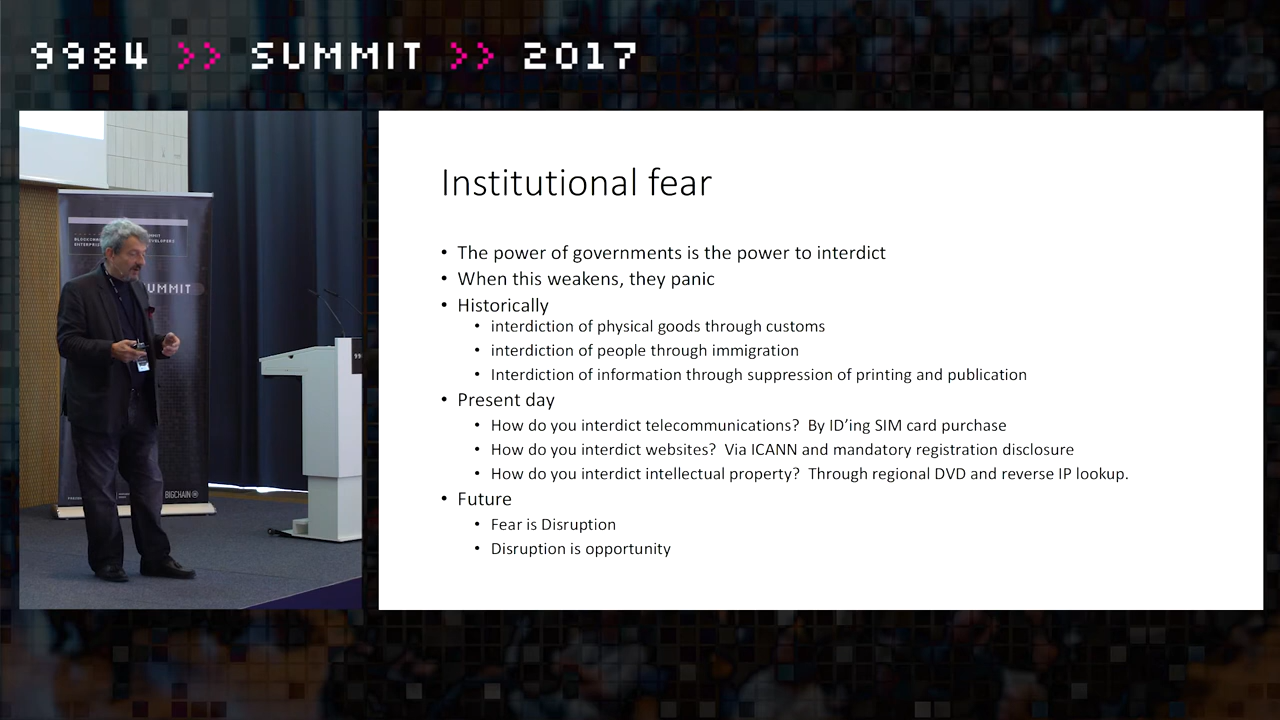 9984 >> SUMMIT >> 2017
Institutional fear
• The power of governments is the power to interdict
• When this weakens, they panic
• Historically
• interdiction of physical goods through customs
• interdiction of people through immigration
• Interdiction of information through suppression of printing and publication
• Present day
• How do you interdict telecommunications?  By ID’ing SIM card purchase
• How do you interdict websites?  Via ICANN and mandatory registration disclosure
• How do you interdict intellectual property?  Through regional DVD and reverse IP lookup.
• Future
• Fear is Disruption
• Disruption is opportunity
SUMMIT
BIGCHAIN